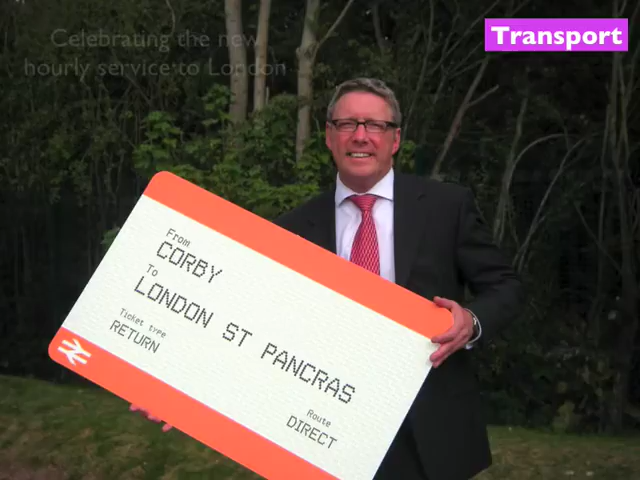 Celebrating the new
hourly service to London
Transport
From
CORBY
To
LONDON ST PANCRAS
Ticket type
RETURN
Route
DIRECT